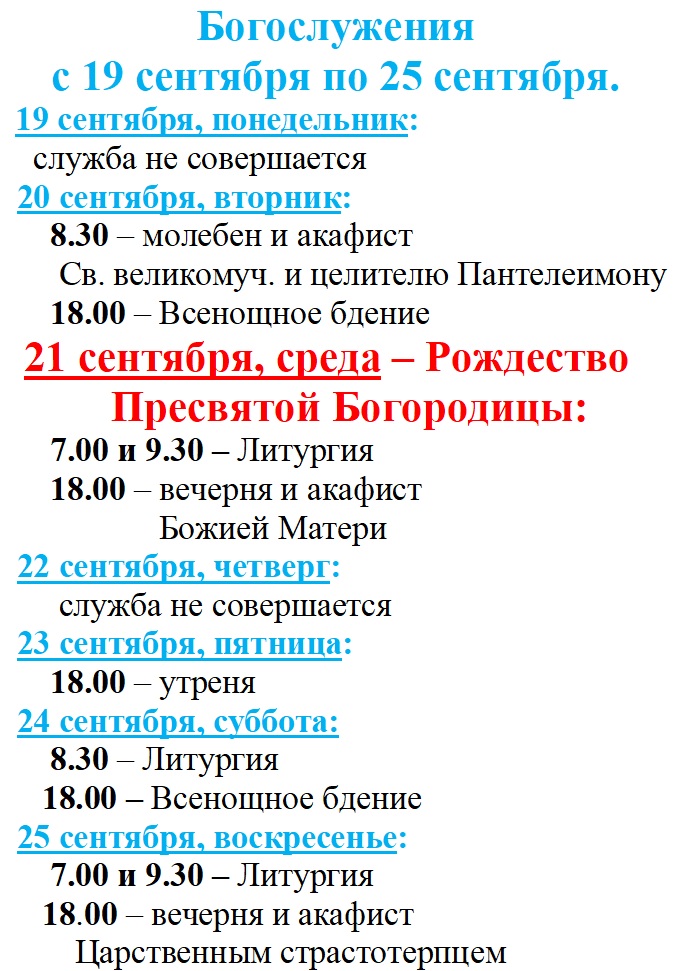 Богослужения
с 19 сентября по 25 сентября.
19 сентября, понедельник:
служба не совершается
20 сентября, вторник:
8.30 – молебен и акафист
Св. великомуч. и целителю Пантелеимону
18.00 – Всенощное бдение
21 сентября, среда – Рождество
Пресвятой Богородицы:
7.00 и 9.30 – Литургия
18.00 – вечерня и акафист
Божией Матери
22 сентября, четверг:
служба не совершается
23 сентября, пятница:
18.00 – утреня
24 сентября, суббота:
8.30 – Литургия
18.00 – Всенощное бдение
25 сентября, воскресенье:
7.00 и 9.30 – Литургия
18.00 – вечерня и акафист
Царственным страстотерпцем